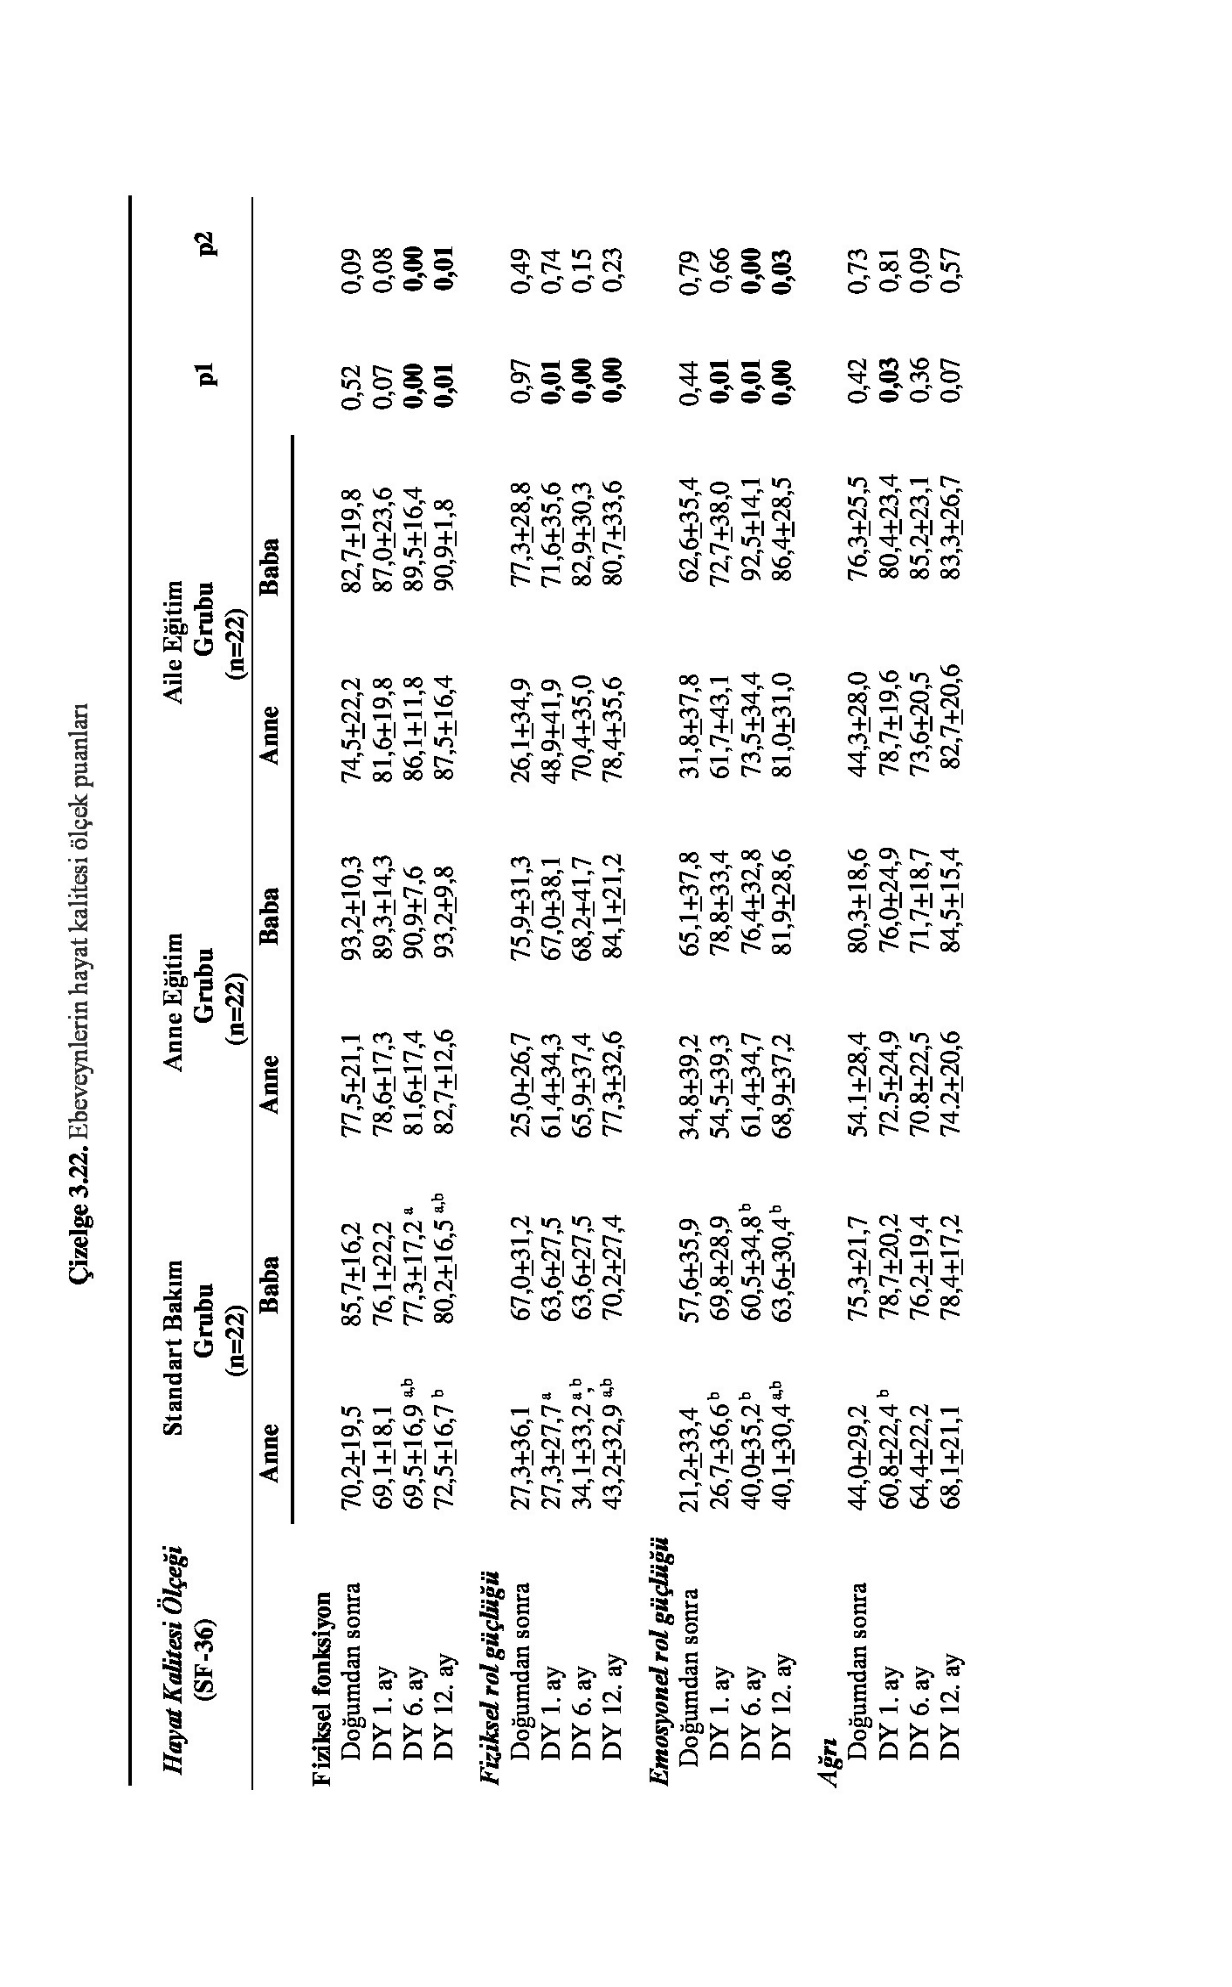 Çizelge 3.22. Ebeveynlerin hayat kalitesi ölçek puanları
Hayat Kalitesi Ölçeği Standart Bakım Anne Eğitim Aile Eğitim
(SF-36) Grubu Grubu Grubu p1 p2
(n=22) (n=22) (n=22)
Anne Baba Anne Baba Anne Baba
Fiziksel fonksiyon
Doğumdan sonra 70,2±19,5 85,7±16,2 77,5±21,1 93,2±10,3 74,5±22,2 82,7±19,8 0,52 0,09
DY 1. ay 69,1±18,1 76,1±22,2 78,6±17,3 89,3±14,3 81,6±19,8 87,0±23,6 0,07 0,08
DY 6. ay 69,5±16,9 a,b 77,3±17,2 a 81,6±17,4 90,9±7,6 86,1±11,8 89,5±16,4 0,00 0,00
DY 12. ay 72,5±16,7 b 80,2±16,5 a,b 82,7±12,6 93,2±9,8 87,5±16,4 90,9±1,8 0,01 0,01
Fiziksel rol güçlüğü
Doğumdan sonra 27,3±36,1 67,0±31,2 25,0±26,7 75,9±31,3 26,1±34,9 77,3±28,8 0,97 0,49
DY 1. ay 27,3±27,7 a 63,6±27,5 61,4±34,3 67,0±38,1 48,9±41,9 71,6±35,6 0,01 0,74
DY 6. ay 34,1±33,2 a,b 63,6±27,5 65,9±37,4 68,2±41,7 70,4±35,0 82,9±30,3 0,00 0,15
DY 12. ay 43,2±32,9 a,b 70,2±27,4 77,3±32,6 84,1±21,2 78,4±35,6 80,7±33,6 0,00 0,23
Emosyonel rol güçlüğü
Doğumdan sonra 21,2±33,4 57,6±35,9 34,8±39,2 65,1±37,8 31,8±37,8 62,6±35,4 0,44 0,79
DY 1. ay 26,7±36,6 b 69,8±28,9 54,5±39,3 78,8±33,4 61,7±43,1 72,7±38,0 0,01 0,66
DY 6. ay 40,0±35,2 b 60,5±34,8 b 61,4±34,7 76,4±32,8 73,5±34,4 92,5±14,1 0,01 0,00
DY 12. ay 40,1±30,4 a,b 63,6±30,4 b 68,9±37,2 81,9±28,6 81,0±31,0 86,4±28,5 0,00 0,03
Ağrı
Doğumdan sonra 44,0±29,2 75,3±21,7 54.1±28,4 80,3±18,6 44,3±28,0 76,3±25,5 0,42 0,73
DY 1. ay 60,8±22,4 b 78,7±20,2 72.5±24,9 76,0±24,9 78,7±19,6 80,4±23,4 0,03 0,81
DY 6. ay 64,4±22,2 76,2±19,4 70.8±22,5 71,7±18,7 73,6±20,5 85,2±23,1 0,36 0,09
DY 12. ay 68,1±21,1 78,4±17,2 74.2±20,6 84,5±15,4 82,7±20,6 83,3±26,7 0,07 0,57